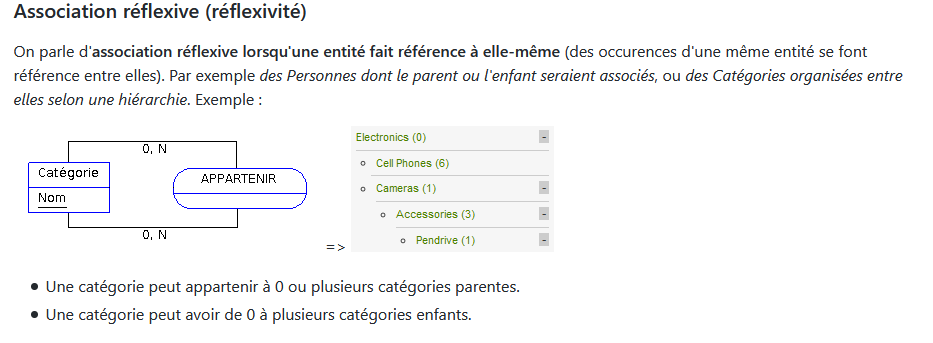 Association réflexive (réflexivité)
On parle d'association réflexive lorsqu'une entité fait référence à elle-même (des occurences d'une même entité se font
référence entre elles). Par exemple des Personnes dont le parent ou l'enfant seraient associés, ou des Catégories organisées entre
elles selon une hiérarchie. Exemple :
0, N
Catégorie
Nom
APPARTENIR
0, N
=>
Electronics (0) -
Cell Phones (6)
Cameras (1) -
Accessories (3) -
Pendrive (1) -
• Une catégorie peut appartenir à 0 ou plusieurs catégories parentes.
• Une catégorie peut avoir de 0 à plusieurs catégories enfants.